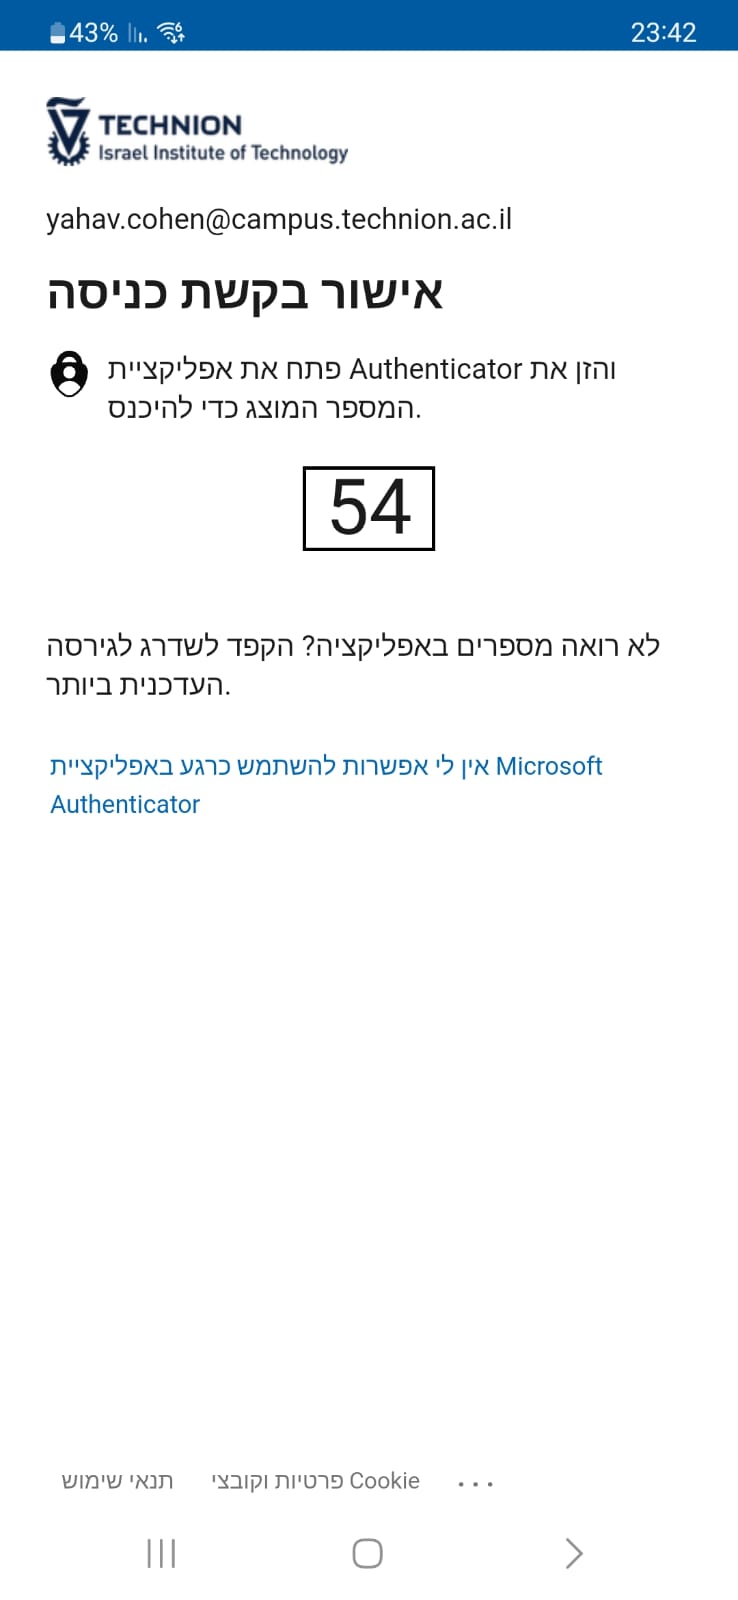 43%
23:42
TECHNION
Israel Institute of Technology
yahav.cohen@campus.technion.ac.il
אישור בקשת כניסה
פתח את אפליקציית Authenticator והזן את
המספר המוצג כדי להיכנס.
54
לא רואה מספרים באפליקציה? הקפד לשדרג לגירסה
העדכנית ביותר.
אין לי אפשרות להשתמש כרגע באפליקציית Microsoft
Authenticator
תנאי שימוש
פרטיות וקובצי Cookie
...